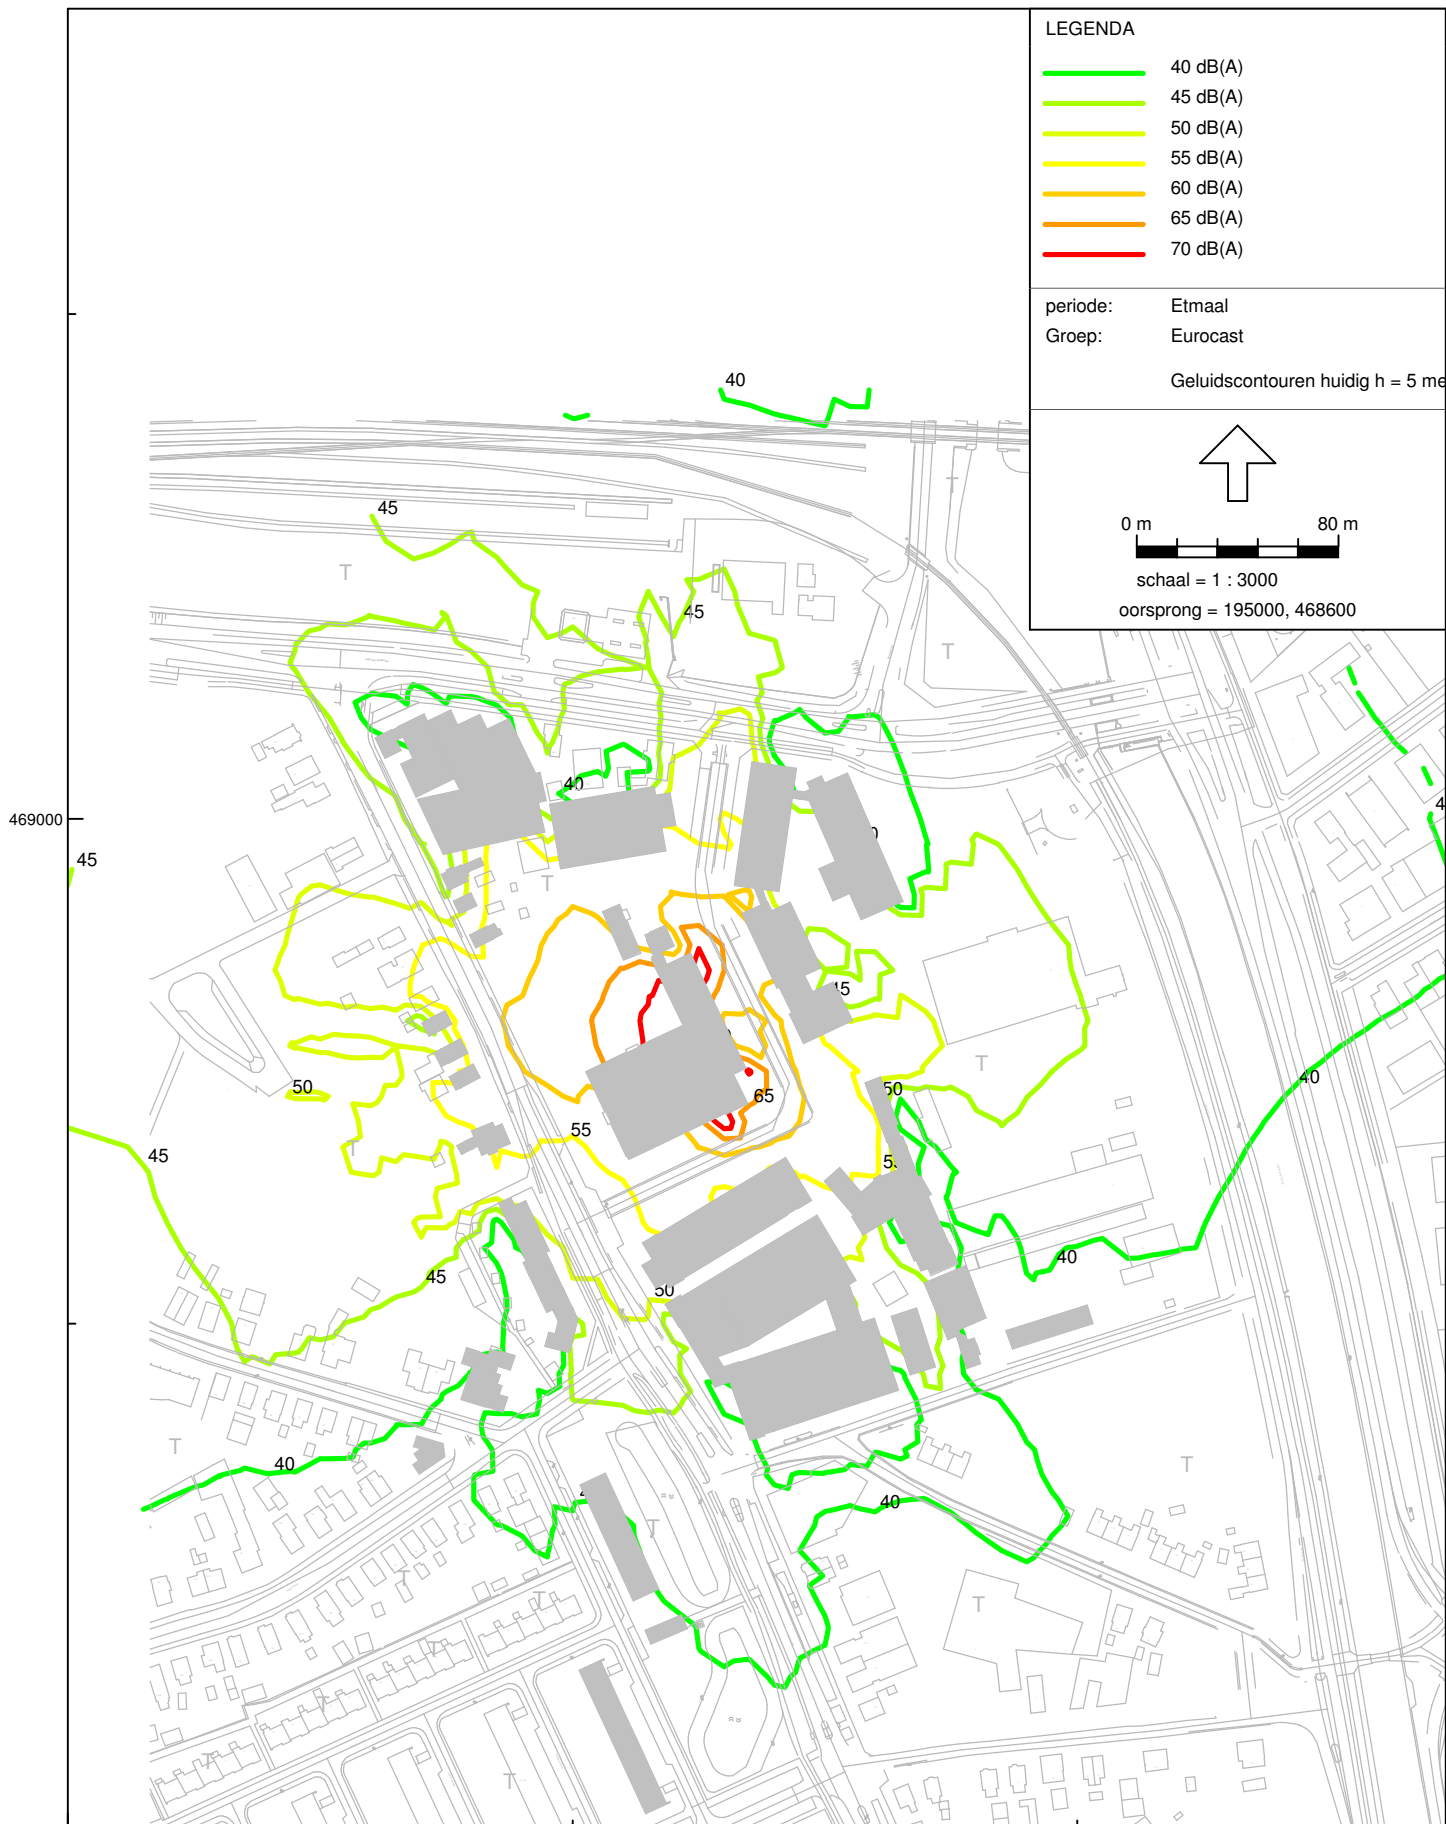 LEGENDA
40 dB(A)
45 dB(A)
50 dB(A)
55 dB(A)
60 dB(A)
65 dB(A)
70 dB(A)
periode: Etmaal
Groep: Eurocast
Geluidscontouren huidig h = 5 me
0 m 80 m
schaal = 1 : 3000
oorsprong = 195000, 468600
40
45
T
T
45
T
40
469000
45
T
45
50
65
T
50
55
45
T
45
50
40
40
40
T
T
40
T
T
T
T
T
T
T
T